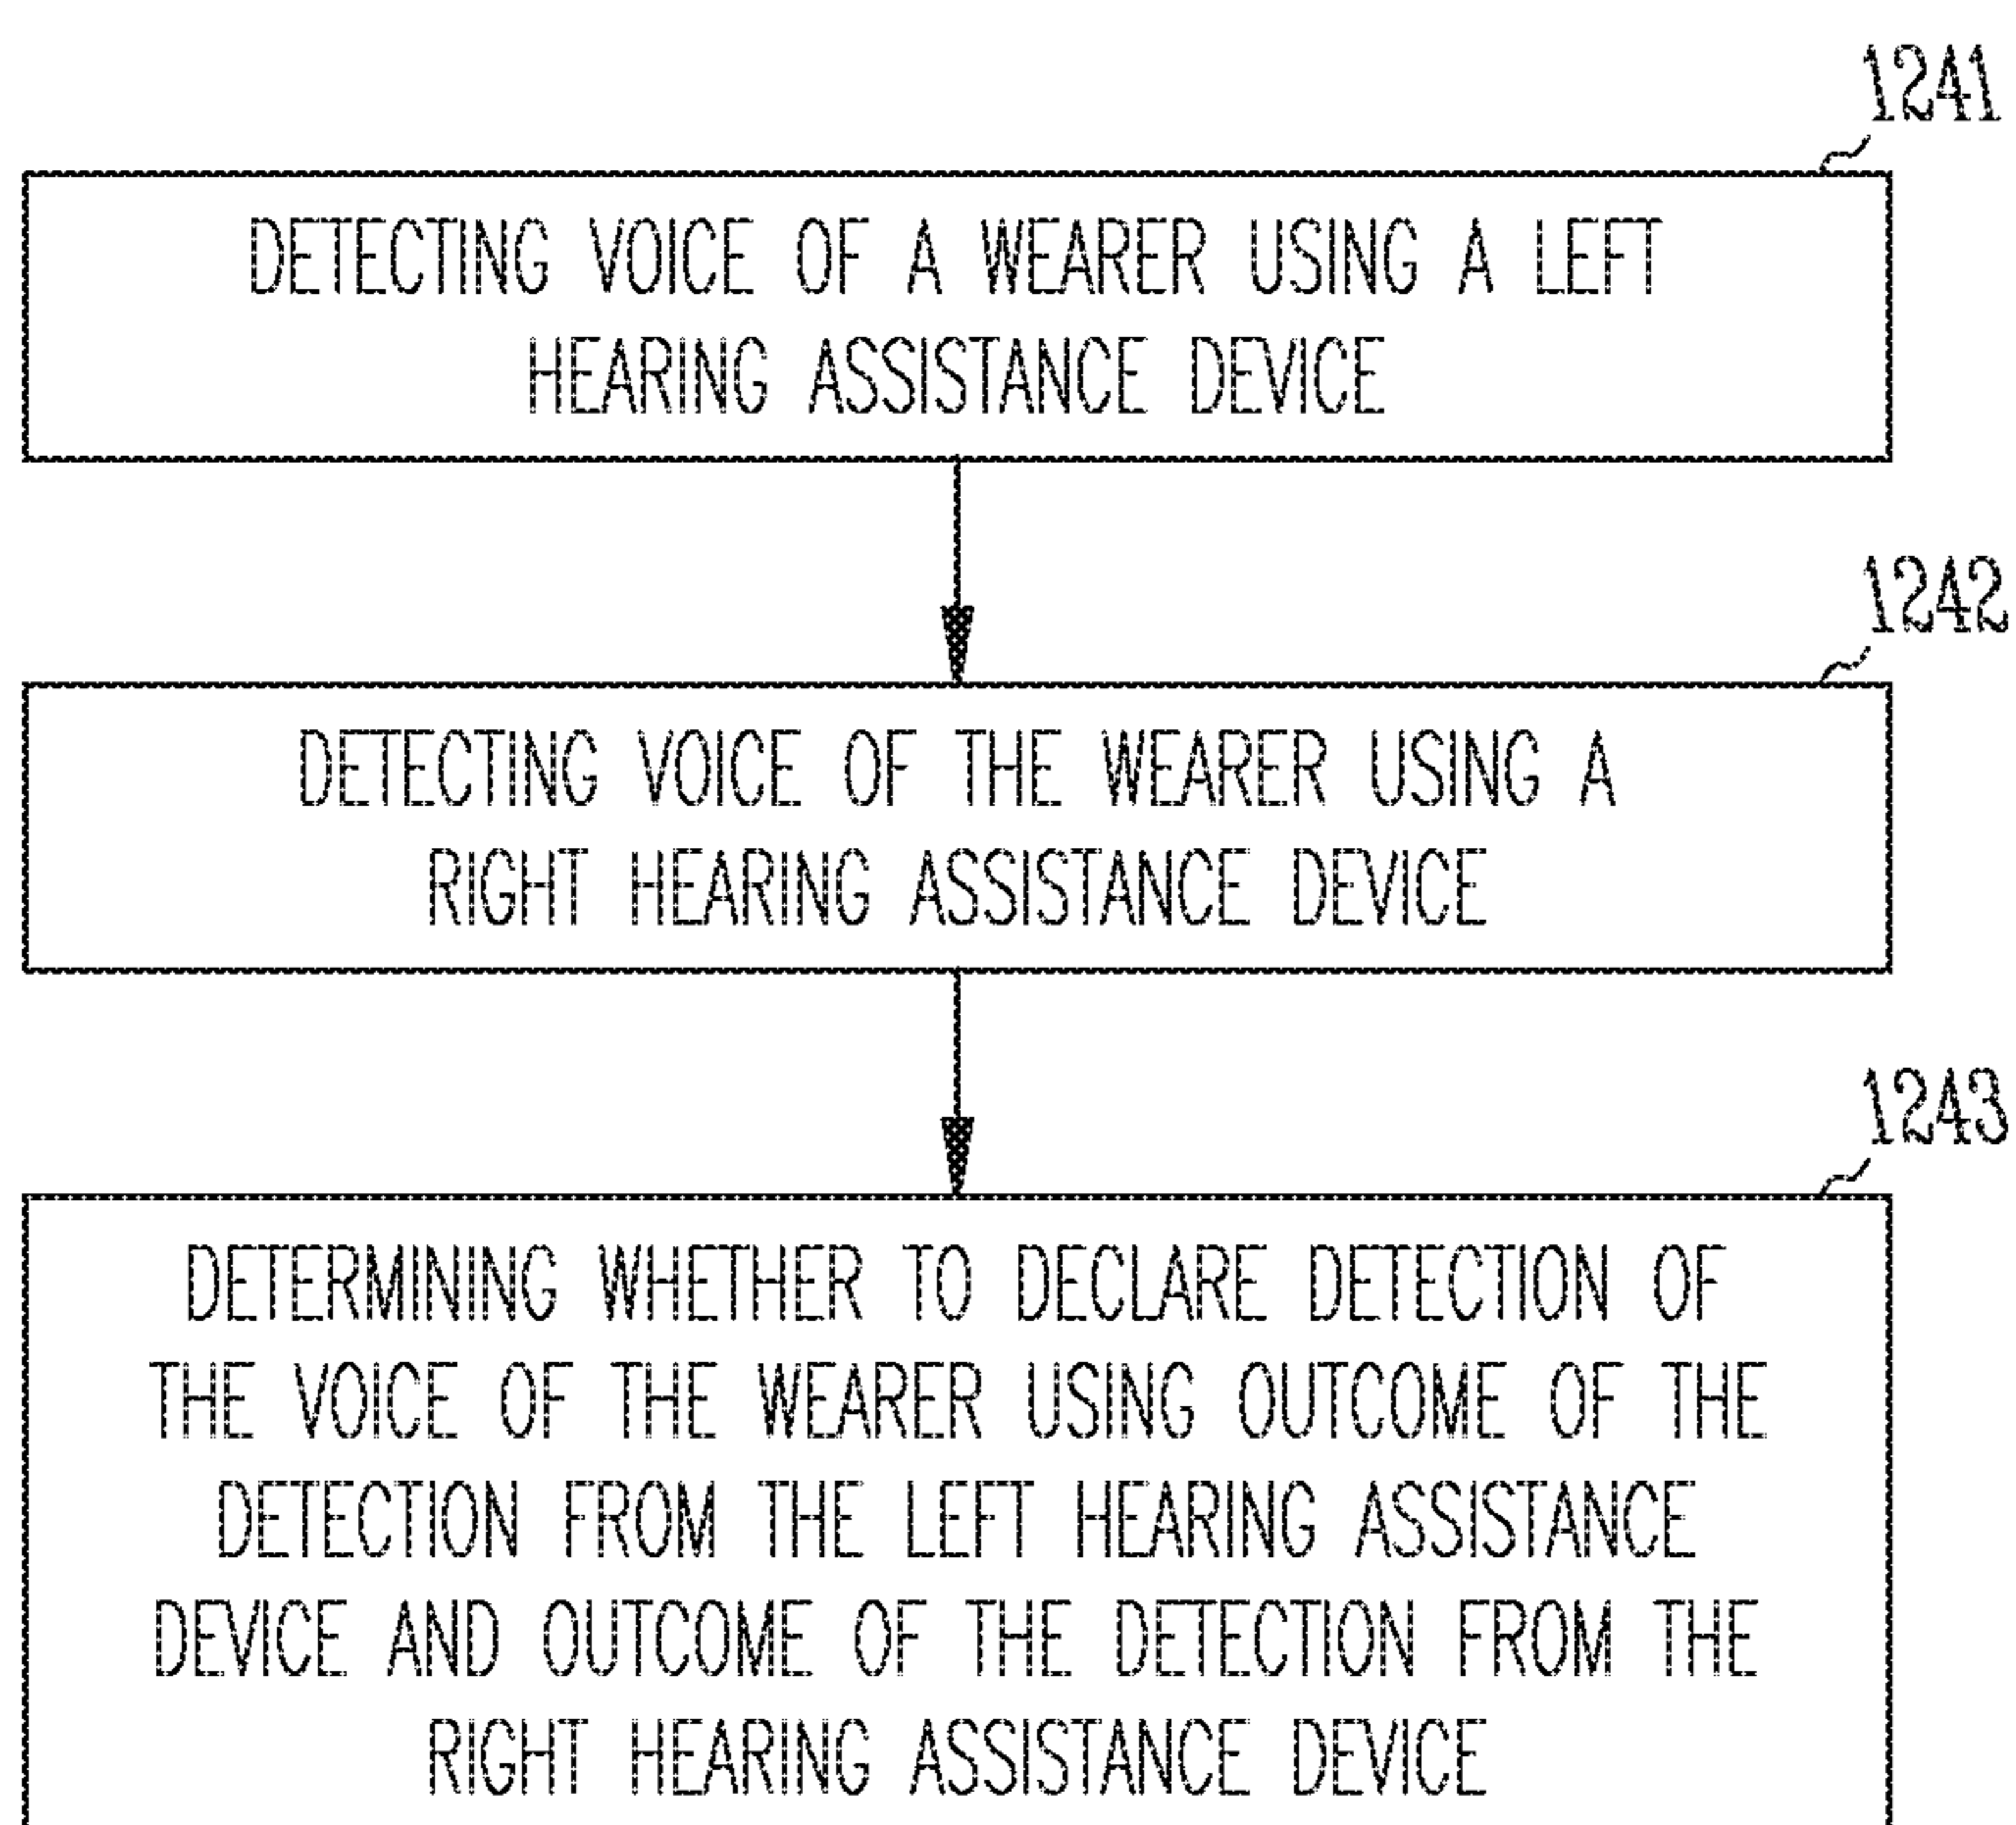 1241
DETECTING VOICE OF A WEARER USING A LEFT
HEARING ASSISTANCE DEVICE
1242
DETECTING VOICE OF THE WEARER USING A
RIGHT HEARING ASSISTANCE DEVICE
1243
DETERMINING WHETHER TO DECLARE DETECTION OF
THE VOICE OF THE WEARER USING OUTCOME OF THE
DETECTION FROM THE LEFT HEARING ASSISTANCE
DEVICE AND OUTCOME OF THE DETECTION FROM THE
RIGHT HEARING ASSISTANCE DEVICE